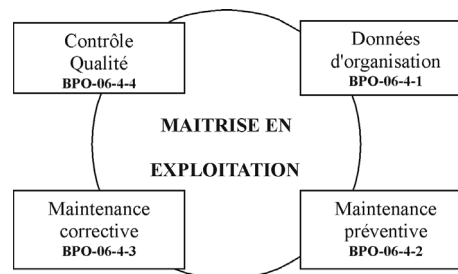 Contrôle
Qualité
BPO-06-4-4
Données
d'organisation
BPO-06-4-1
MAITRISE EN
EXPLOITATION
Maintenance
corrective
BPO-06-4-3
Maintenance
préventive
BPO-06-4-2